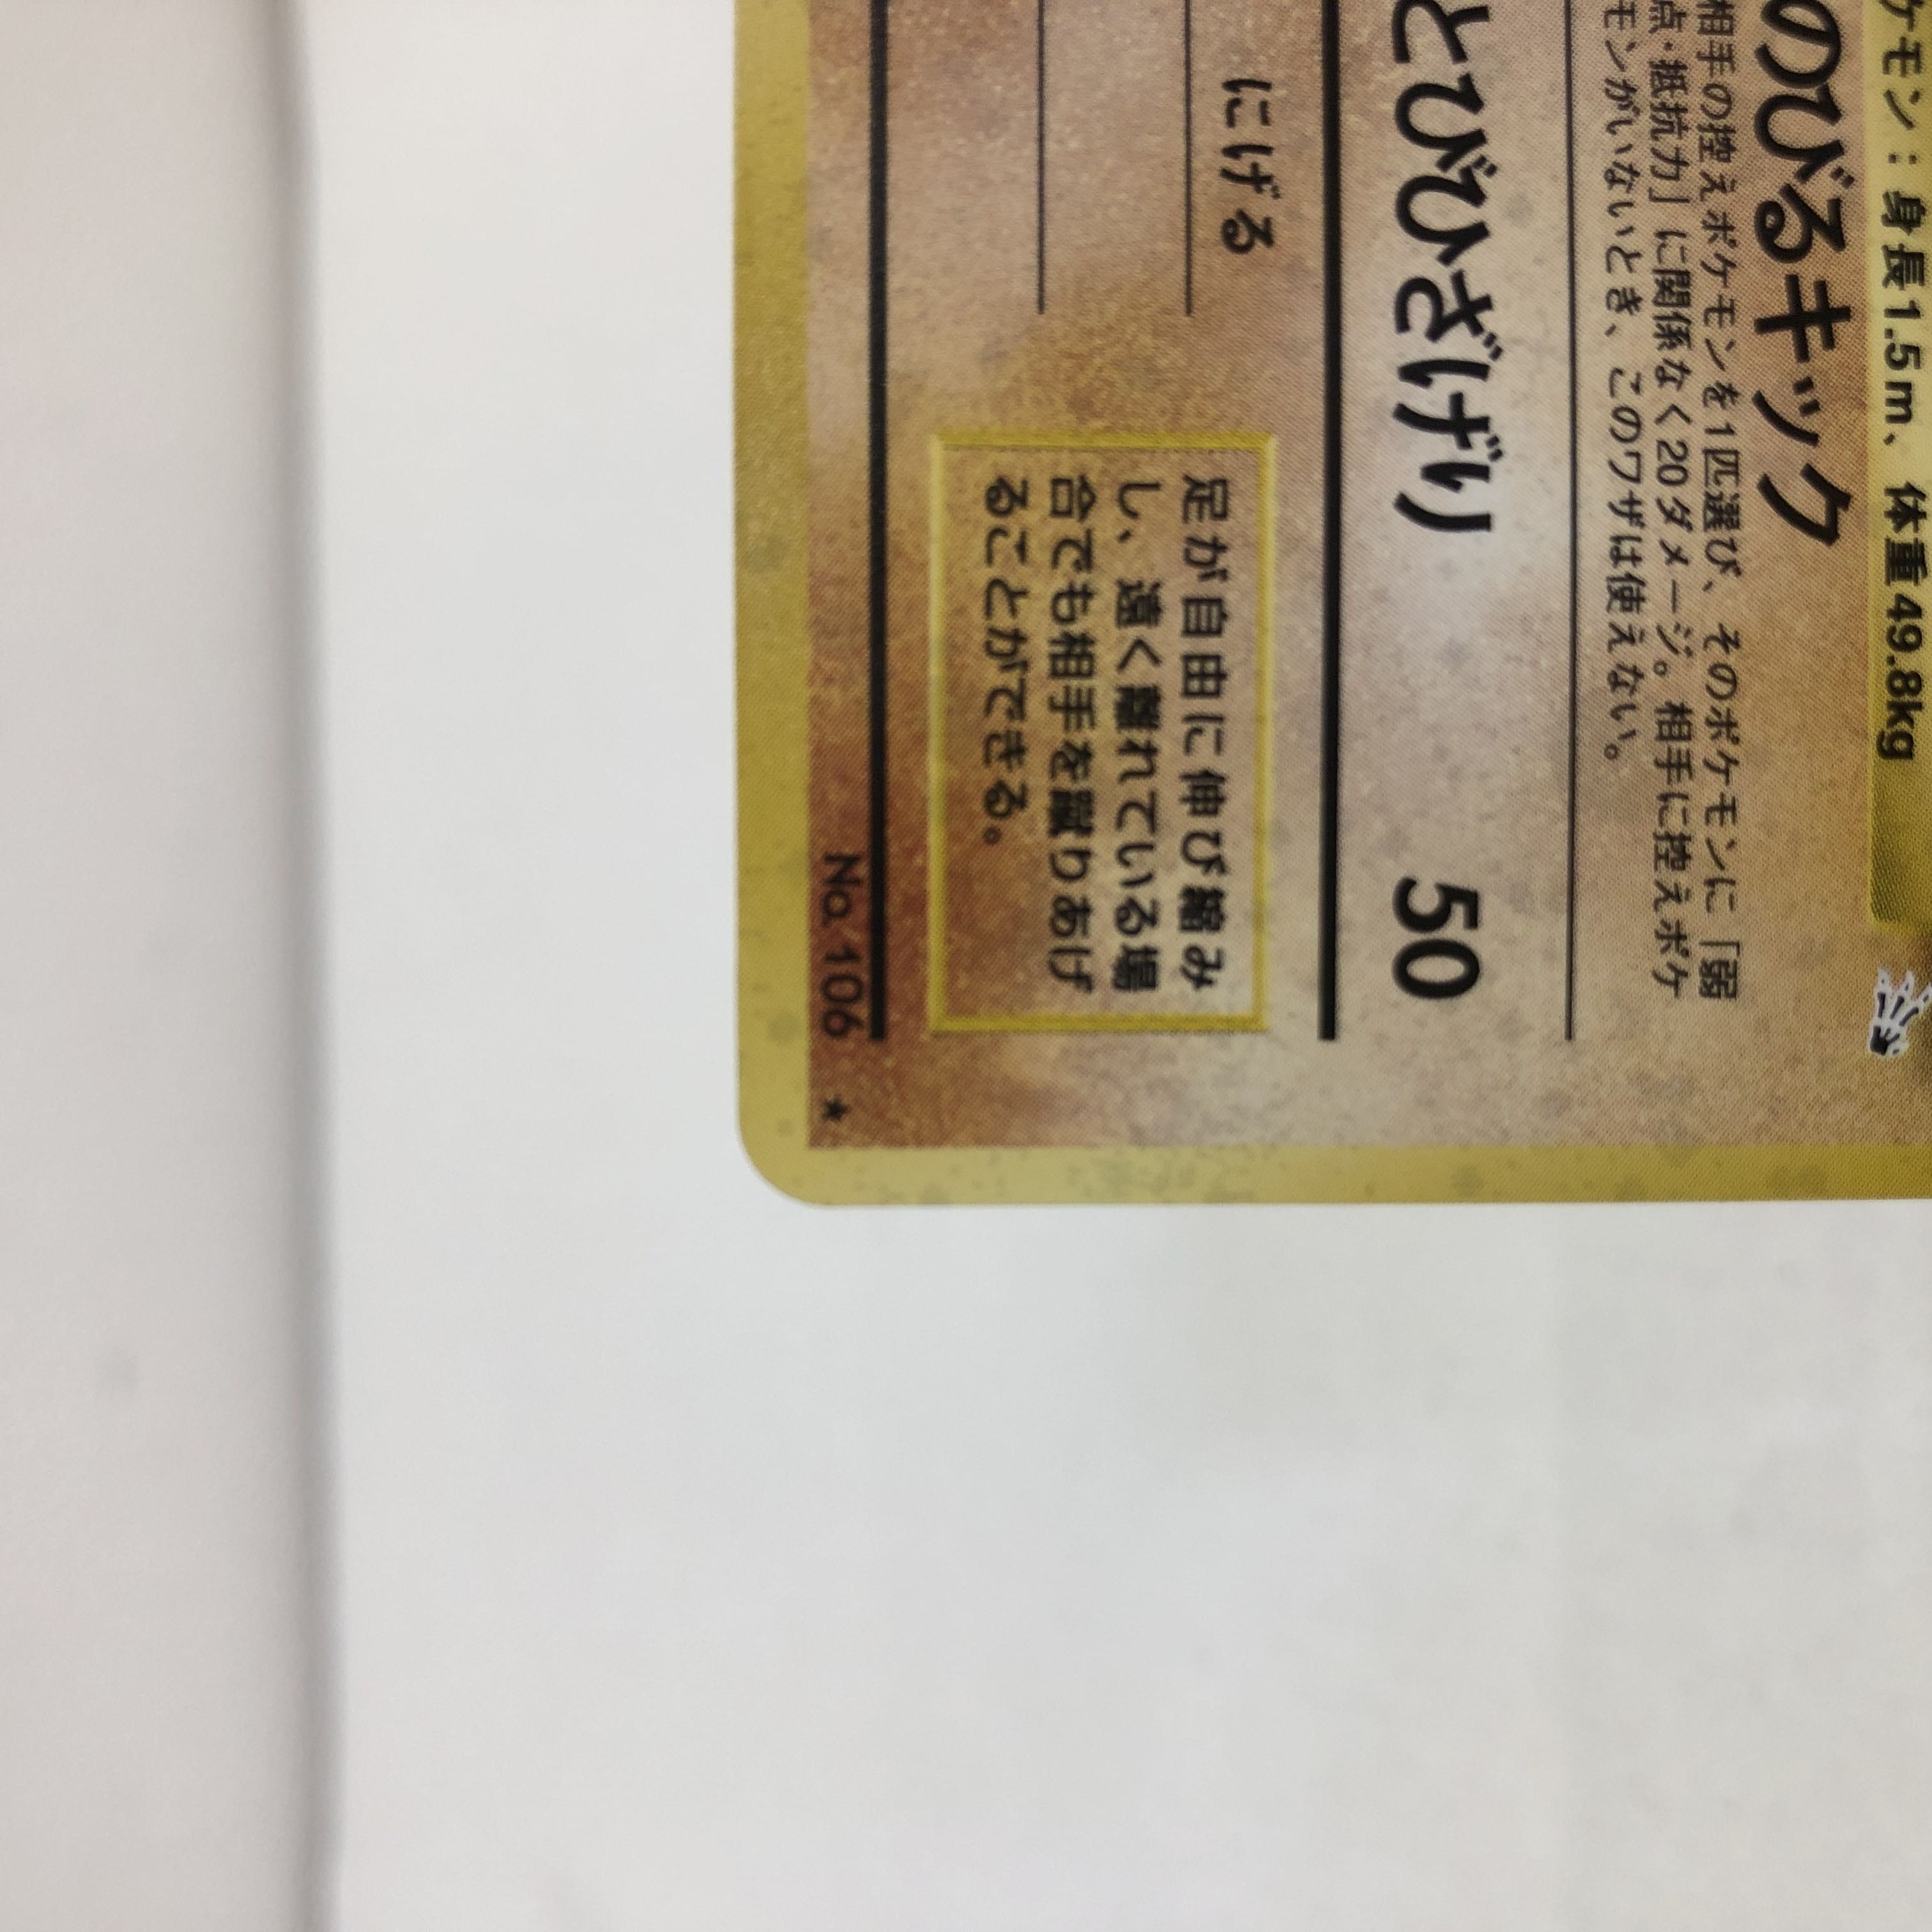 ケモン：身長1.5m、体重49.8kg
のびるキック
相手の控えポケモンを1匹選び、そのポケモンに「弱
点・抵抗力」に関係なく20ダメージ。相手に控えポケ
モンがいないとき、このワザは使えない。
とびひざげり 50
にげる
足が自由に伸び縮み
し、遠く離れている場
合でも相手を蹴りあげ
ることができる。
No. 106 ★